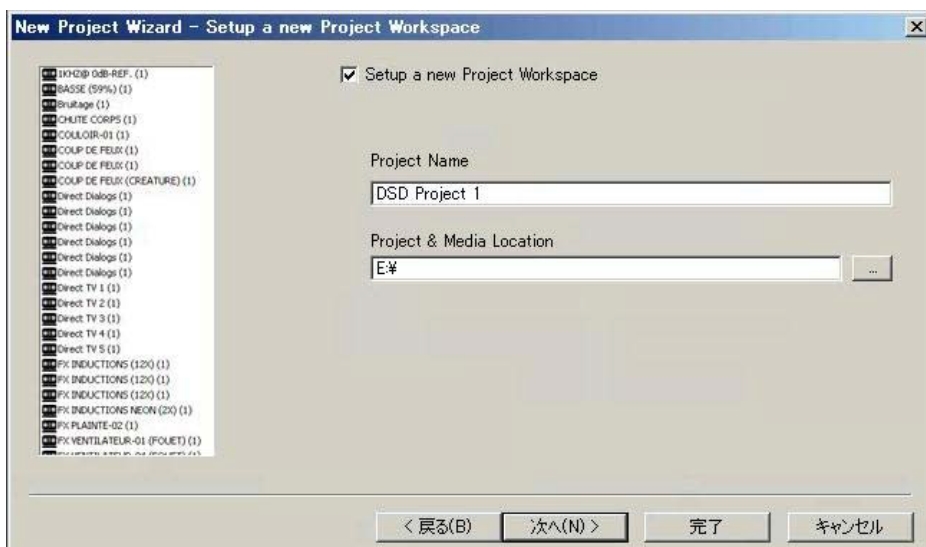 New Project Wizard - Setup a new Project Workspace
1KHZ@ 0dB-REF. (1)
BASSE (59%) (1)
Bruitage (1)
CHUTE CORPS (1)
COULOIR-01 (1)
COUP DE FEUX (1)
COUP DE FEUX (1)
COUP DE FEUX (CREATURE) (1)
Direct Dialogs (1)
Direct Dialogs (1)
Direct Dialogs (1)
Direct Dialogs (1)
Direct Dialogs (1)
Direct Dialogs (1)
Direct TV 1 (1)
Direct TV 2 (1)
Direct TV 3 (1)
Direct TV 4 (1)
Direct TV 5 (1)
FX INDUCTIONS (12X) (1)
FX INDUCTIONS (12X) (1)
FX INDUCTIONS (12X) (1)
FX INDUCTIONS NEON (2X) (1)
FX PLAINTE-02 (1)
FX VENTILATEUR-01 (FOUET) (1)
Setup a new Project Workspace
Project Name
DSD Project 1
Project & Media Location
E:¥
...
< 戻る(B)
次へ(N) >
完了
キャンセル